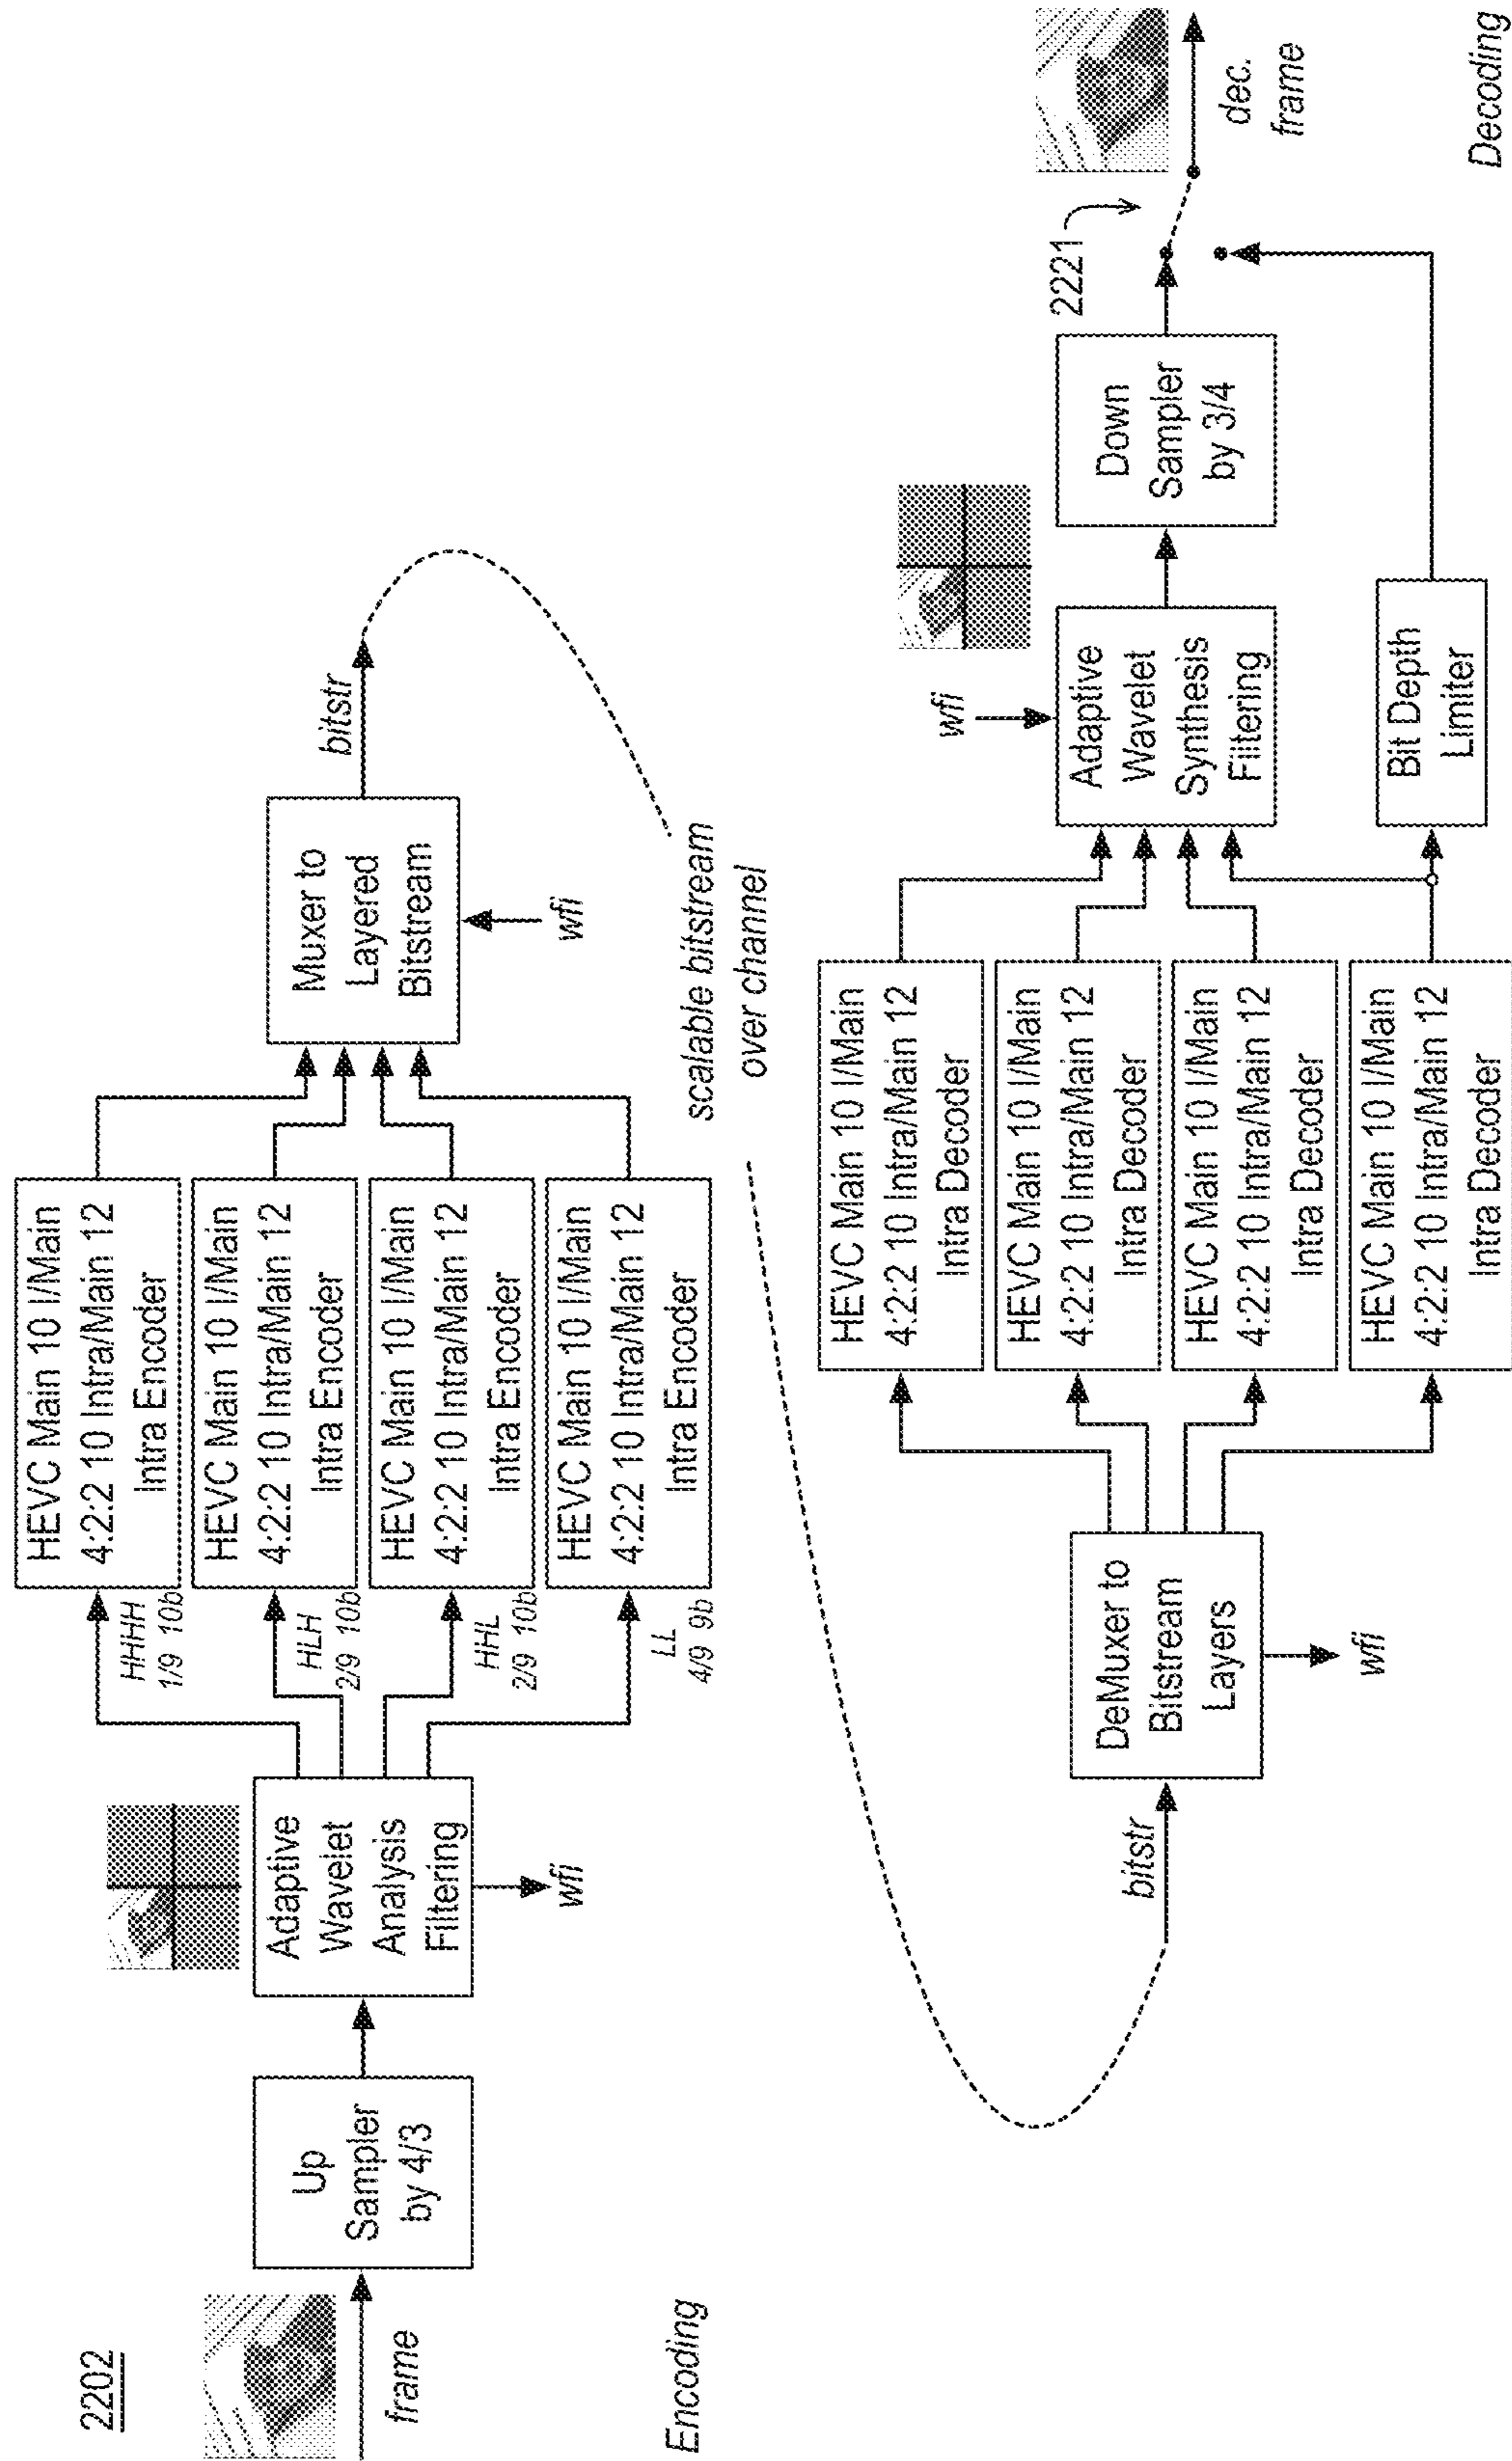 2202
frame
Encoding
Up
Sampler
by 4/3
Adaptive
Wavelet
Analysis
Filtering
wfi
HHHH
1/9 10b
HLH
2/9 10b
HHL
2/9 10b
LL
4/9 9b
HEVC Main 10 I/Main
4:2:2 10 Intra/Main 12
Intra Encoder
HEVC Main 10 I/Main
4:2:2 10 Intra/Main 12
Intra Encoder
HEVC Main 10 I/Main
4:2:2 10 Intra/Main 12
Intra Encoder
HEVC Main 10 I/Main
4:2:2 10 Intra/Main 12
Intra Encoder
Muxer to
Layered
Bitstream
wfi
bitstr
scalable bitstream
over channel
bitstr
DeMuxer to
Bitstream
Layers
wfi
HEVC Main 10 I/Main
4:2:2 10 Intra/Main 12
Intra Decoder
HEVC Main 10 I/Main
4:2:2 10 Intra/Main 12
Intra Decoder
HEVC Main 10 I/Main
4:2:2 10 Intra/Main 12
Intra Decoder
HEVC Main 10 I/Main
4:2:2 10 Intra/Main 12
Intra Decoder
wfi
Adaptive
Wavelet
Synthesis
Filtering
Bit Depth
Limiter
Down
Sampler
by 3/4
2221
dec.
frame
Decoding